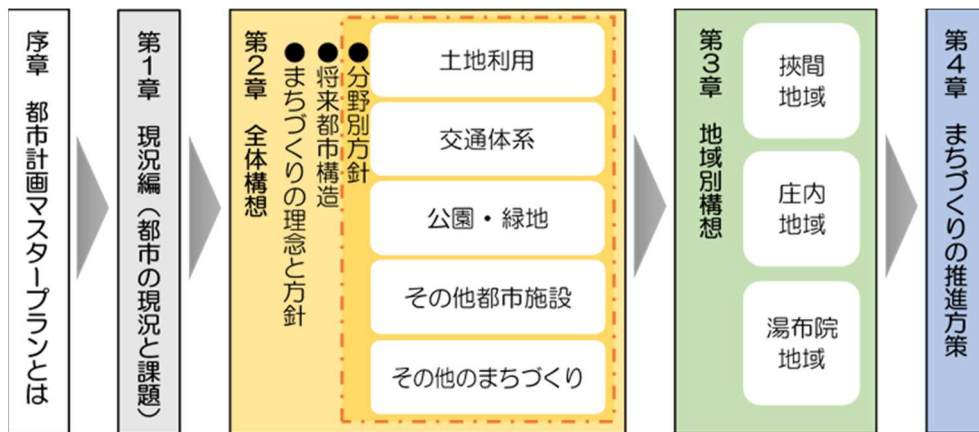 序章　都市計画マスタープランとは
第１章　現況編（都市の現況と課題）
第２章　全体構想
●まちづくりの理念と方針
●将来都市構造
●分野別方針
土地利用
交通体系
公園・緑地
その他都市施設
その他のまちづくり
第３章　地域別構想
挾間
地域
庄内
地域
湯布院
地域
第４章　まちづくりの推進方策